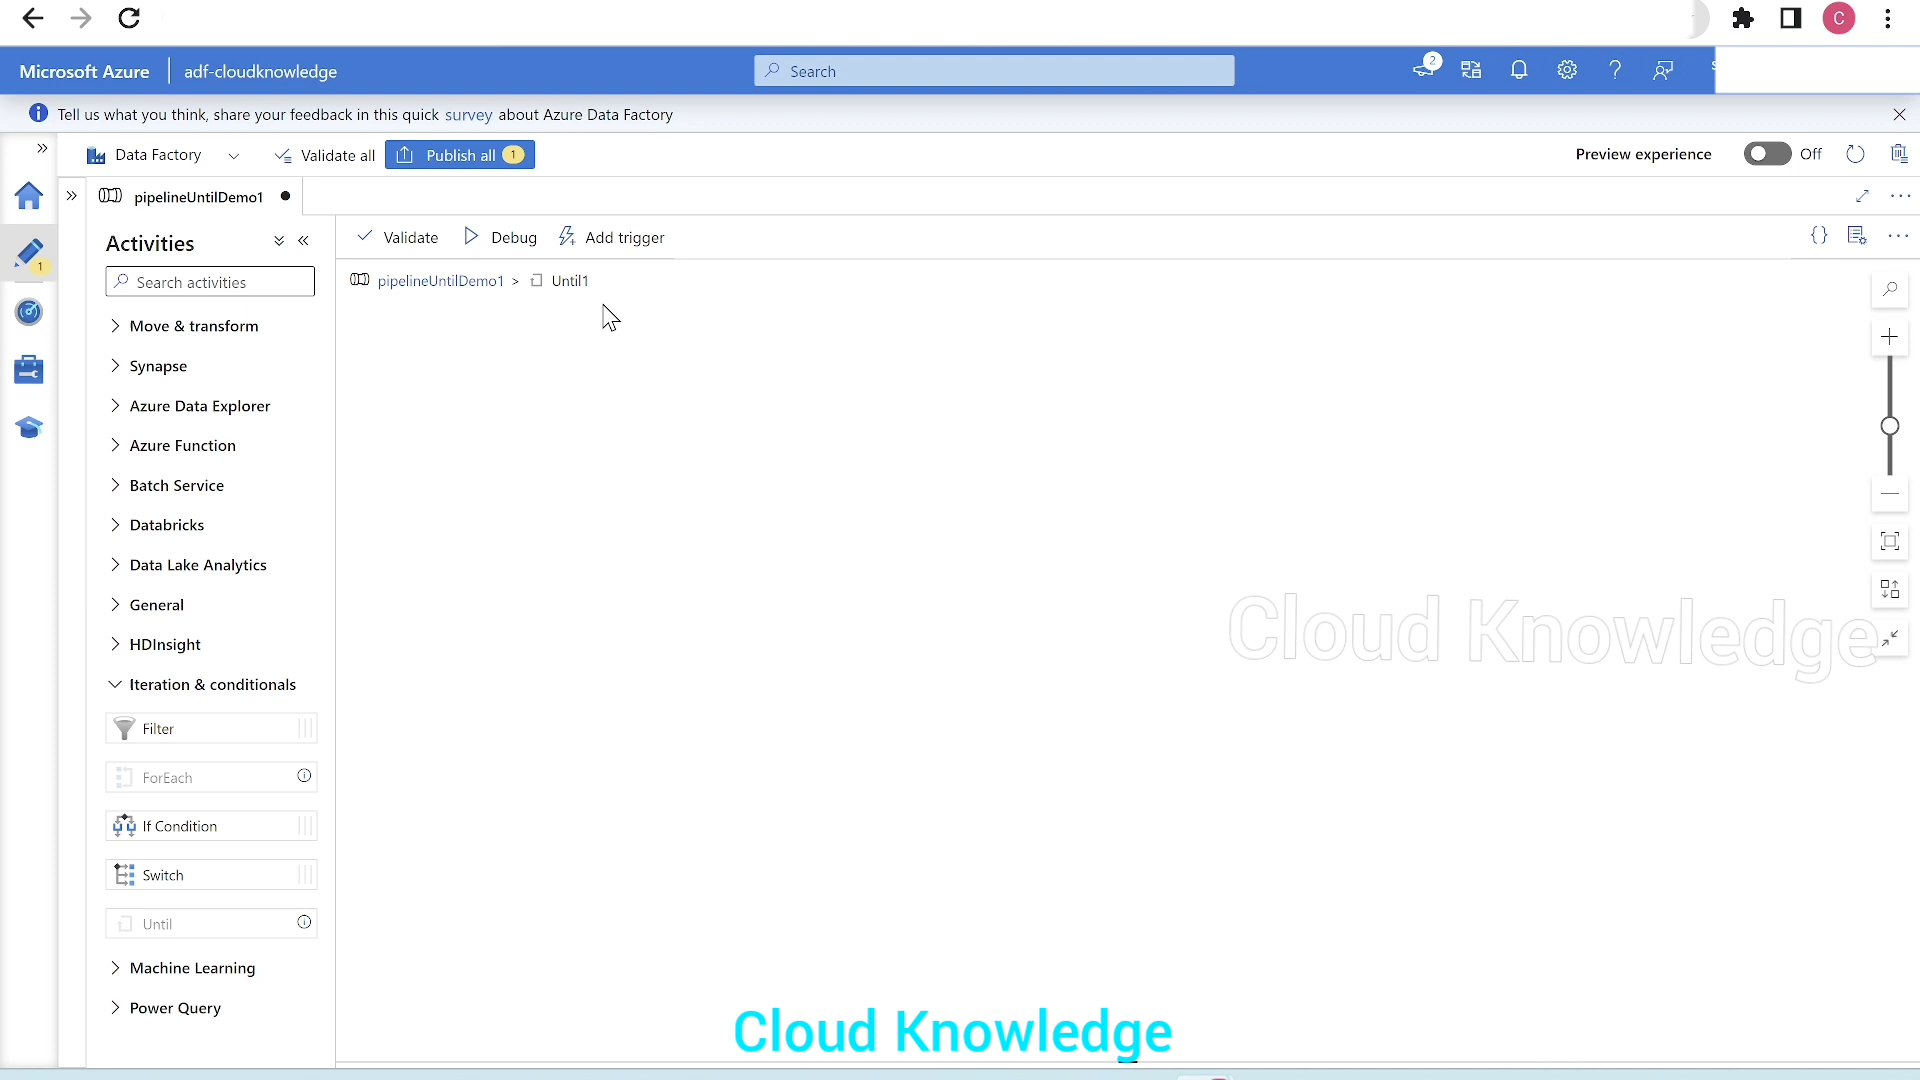 C
Microsoft Azure
adf-cloudknowledge
Search
2
Tell us what you think, share your feedback in this quick survey about Azure Data Factory
Data Factory
Validate all
Publish all
1
Preview experience
Off
pipelineUntilDemo1
1
Activities
Validate
Debug
Add trigger
Search activities
pipelineUntilDemo1 > Until1
Move & transform
Synapse
Azure Data Explorer
Azure Function
Batch Service
Databricks
Data Lake Analytics
General
HDInsight
Iteration & conditionals
Filter
ForEach
If Condition
Switch
Until
Machine Learning
Power Query
Cloud Knowledge
Cloud Knowledge